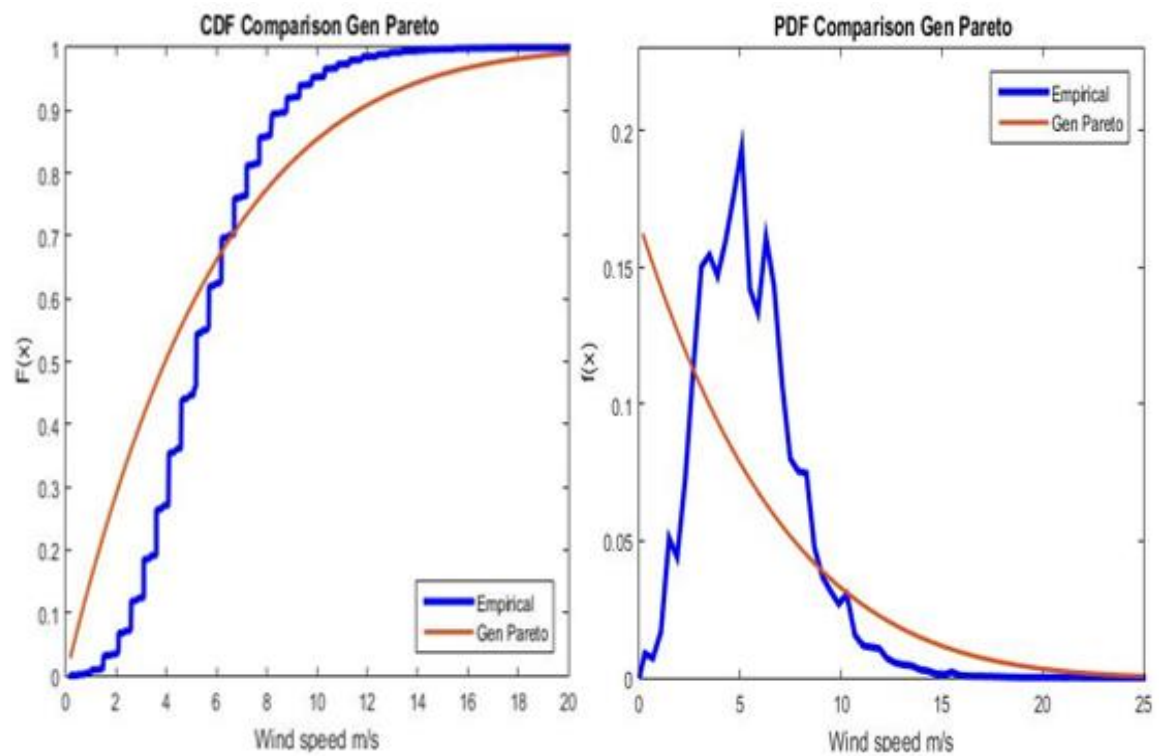 CDF Comparison Gen Pareto
1
0.9
0.8
0.7
0.6
0.5
0.4
0.3
0.2
0.1
0
F(x)
0 2 4 6 8 10 12 14 16 18 20
Wind speed m/s
Empirical
Gen Pareto
PDF Comparison Gen Pareto
0.2
0.15
0.1
0.05
0
f(x)
0 5 10 15 20 25
Wind speed m/s
Empirical
Gen Pareto